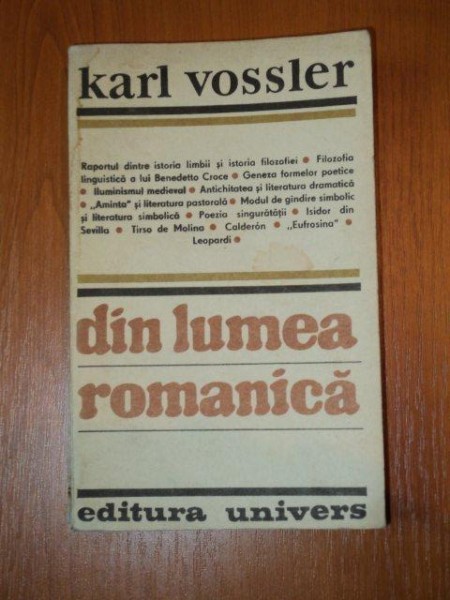 karl vossler
Raportul dintre istoria limbii și istoria filozofiei • Filozofia
linguistică a lui Benedetto Croce • Geneza formelor poetice
• Iluminismul medieval • Antichitatea și literatura dramatică
• „Aminta" și literatura pastorală • Modul de gîndire simbolic
și literatura simbolică • Poezia singurătății • Isidor din
Sevilla • Tirso de Molina • Calderón • „Eufrosina" •
Leopardi •
din lumea
romanică
editura univers